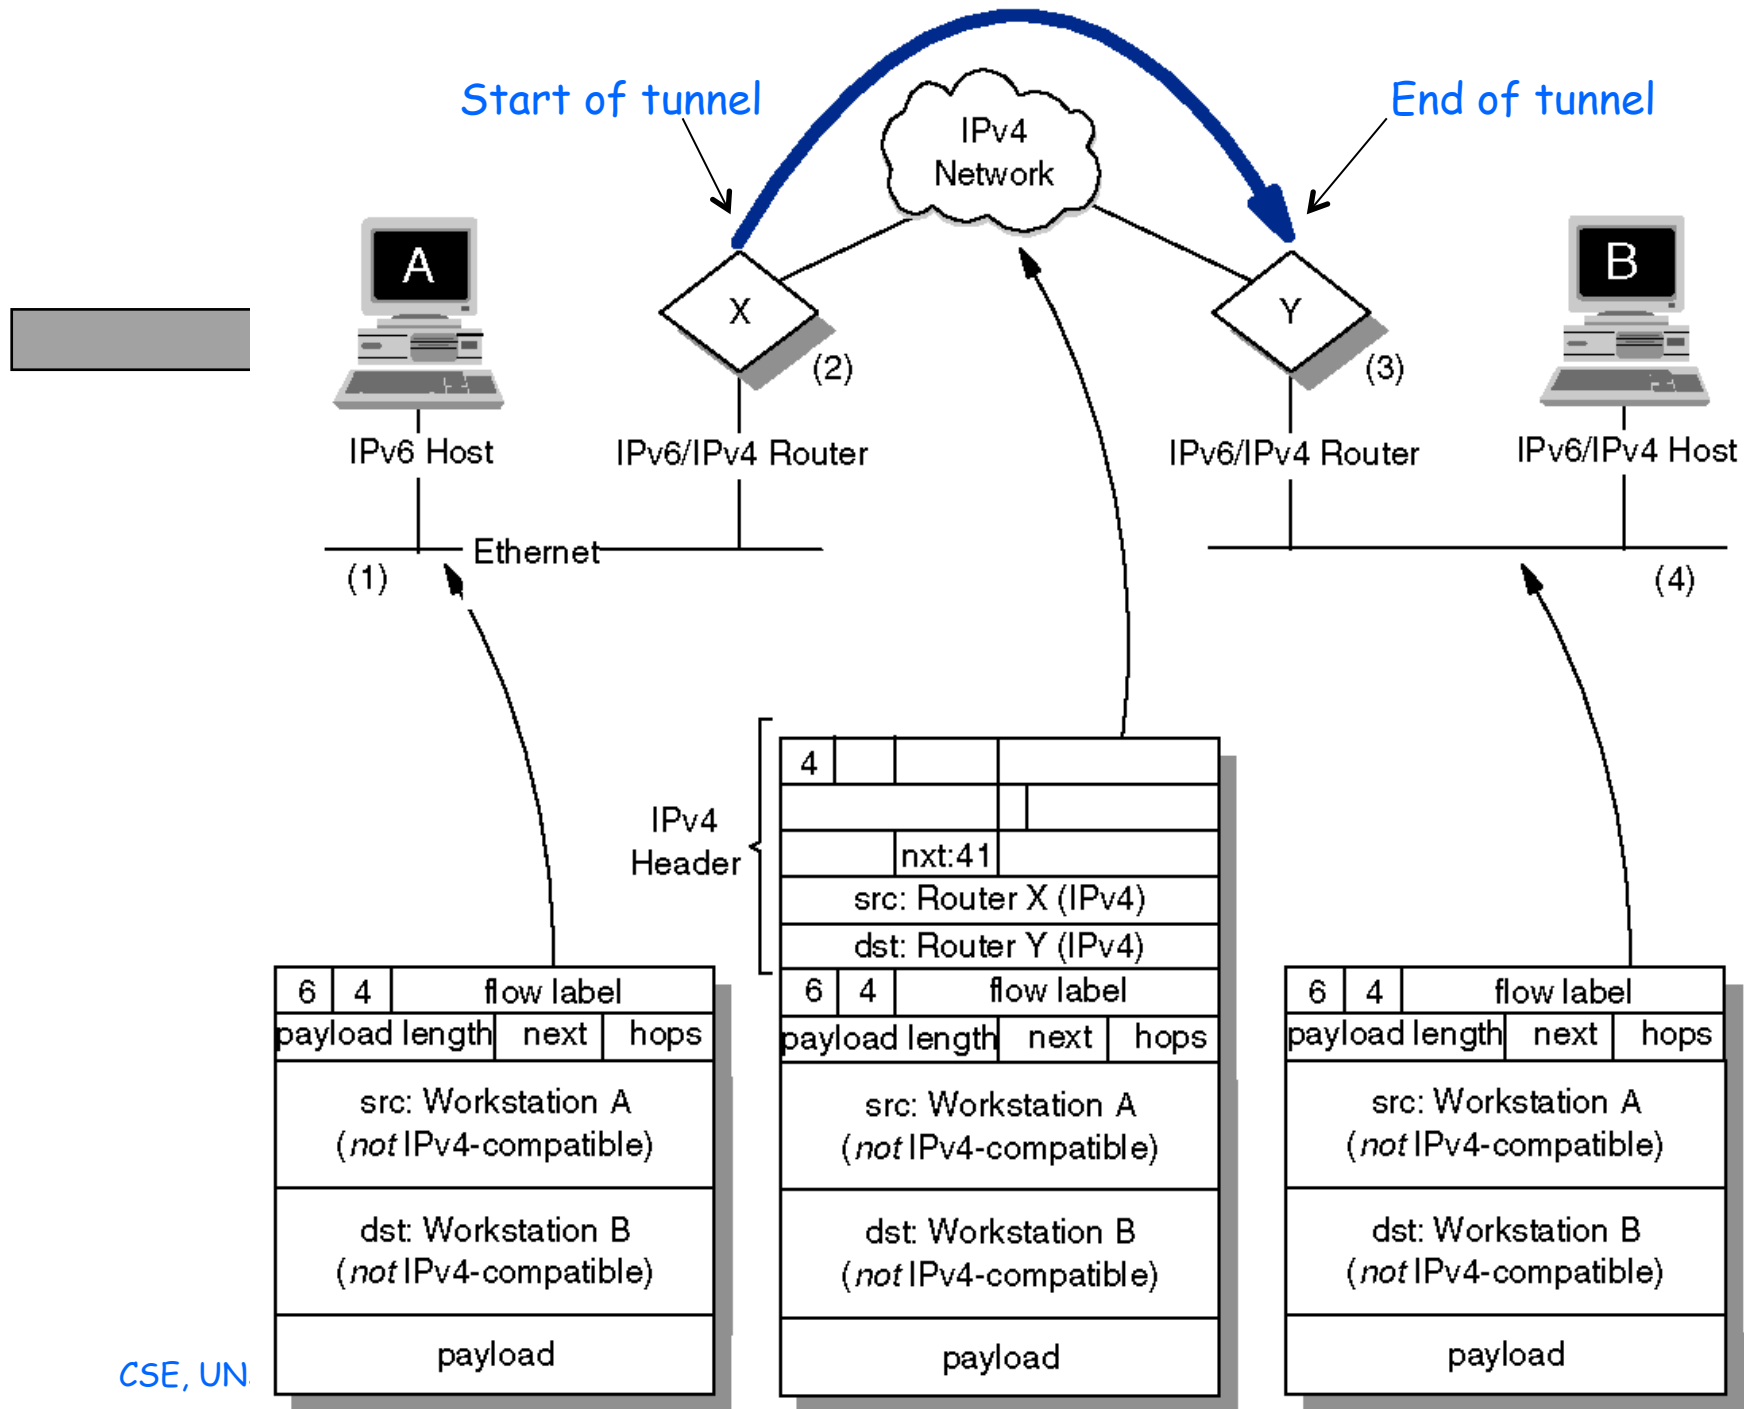 Start of tunnel
End of tunnel
IPv4
Network
A
X
Y
B
(2)
(3)
IPv6 Host
IPv6/IPv4 Router
IPv6/IPv4 Router
IPv6/IPv4 Host
Ethernet
(1)
(4)
IPv4
Header
4
nxt:41
src: Router X (IPv4)
dst: Router Y (IPv4)
6 4 flow label
payload length next hops
src: Workstation A
(not IPv4-compatible)
dst: Workstation B
(not IPv4-compatible)
payload
6 4 flow label
payload length next hops
src: Workstation A
(not IPv4-compatible)
dst: Workstation B
(not IPv4-compatible)
payload
6 4 flow label
payload length next hops
src: Workstation A
(not IPv4-compatible)
dst: Workstation B
(not IPv4-compatible)
payload
CSE, UN